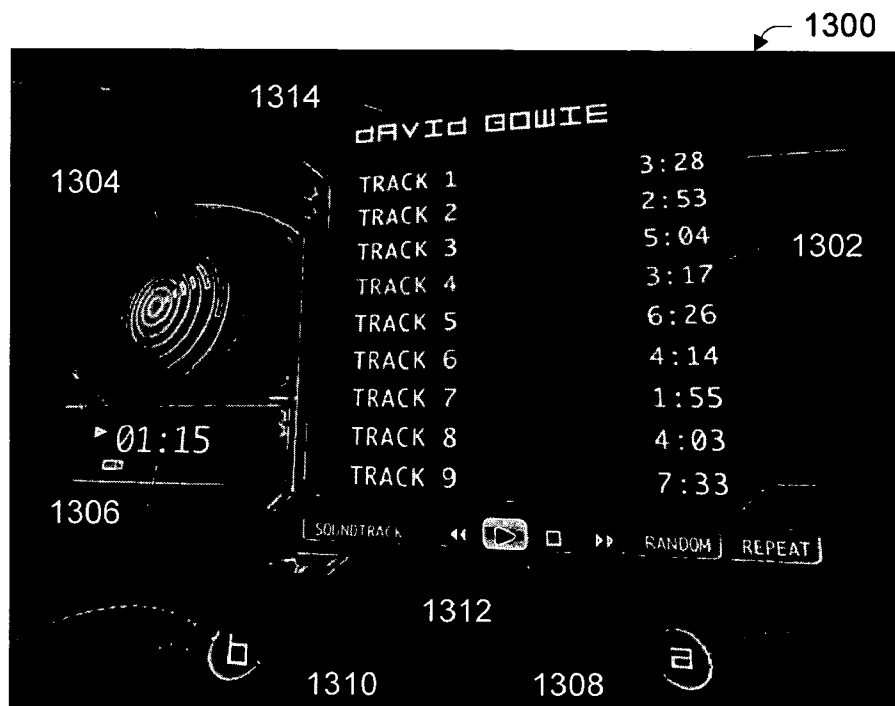 1300
1314
dAVId BOWIE
1304
TRACK 1 3:28
TRACK 2 2:53
TRACK 3 5:04
1302
TRACK 4 3:17
TRACK 5 6:26
TRACK 6 4:14
TRACK 7 1:55
01:15
TRACK 8 4:03
TRACK 9 7:33
1306
SOUNDTRACK RANDOM REPEAT
1312
b a
1310 1308